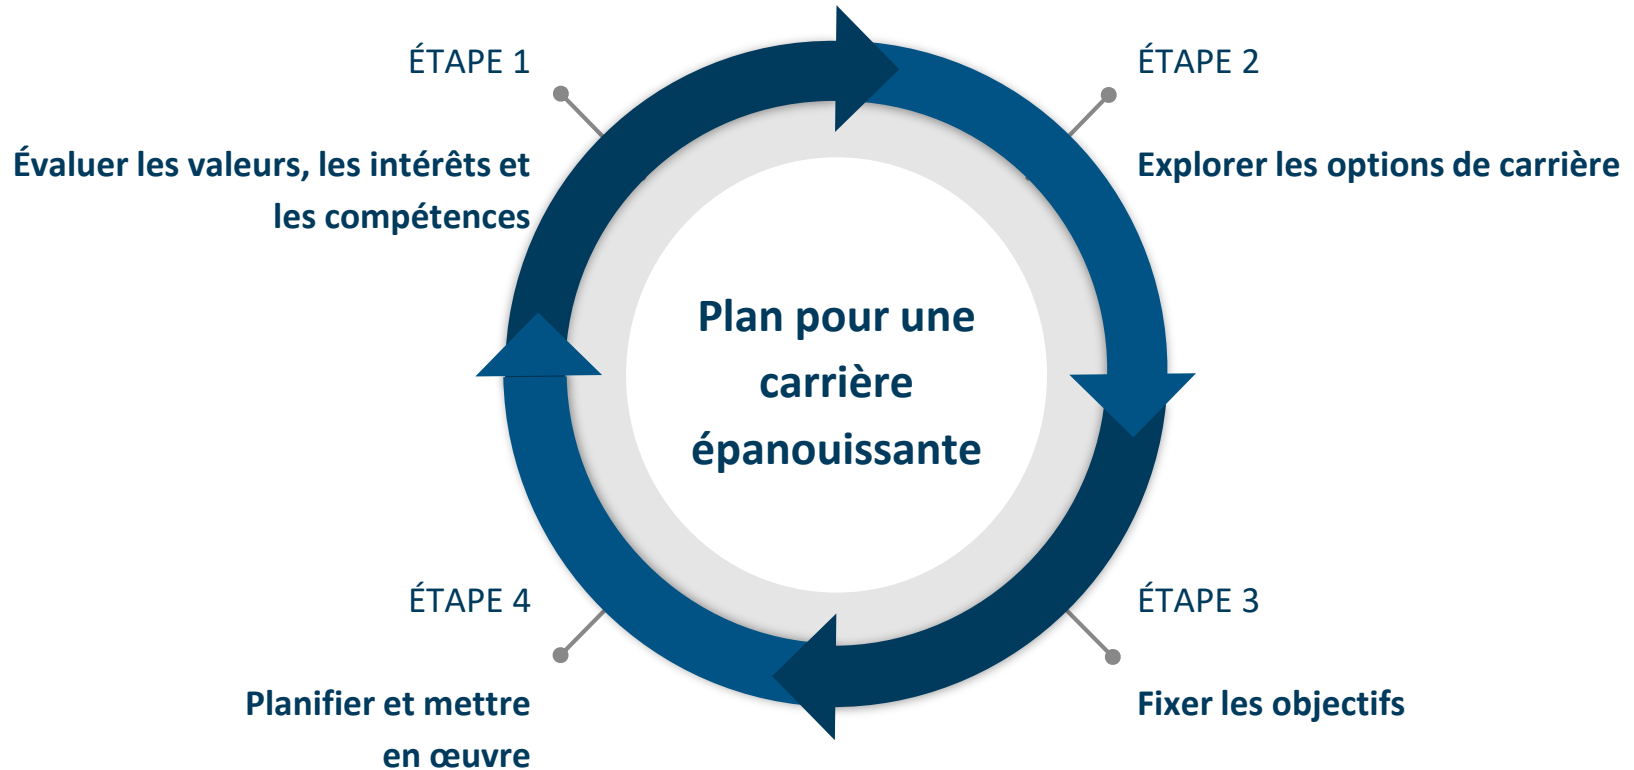 ÉTAPE 1
Évaluer les valeurs, les intérêts et
les compétences
ÉTAPE 2
Explorer les options de carrière
Plan pour une
carrière
épanouissante
ÉTAPE 4
Planifier et mettre
en œuvre
ÉTAPE 3
Fixer les objectifs